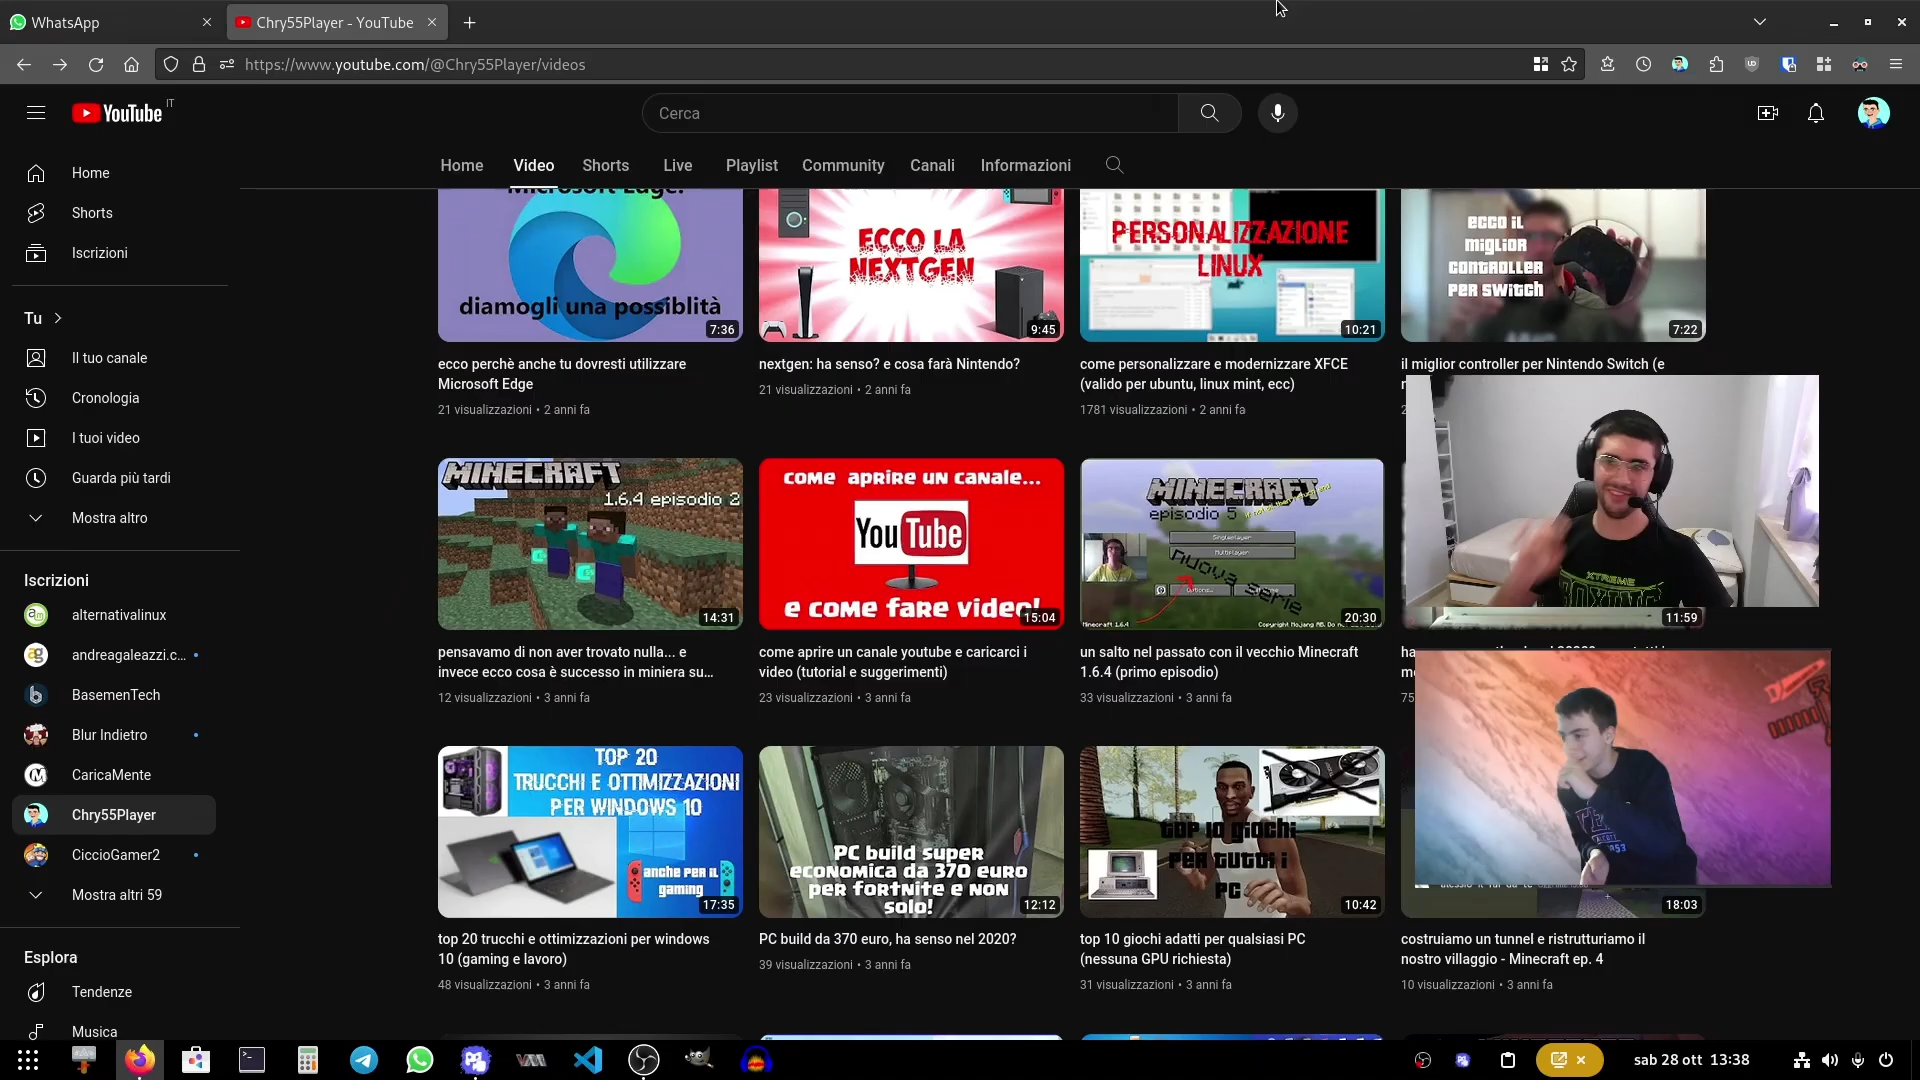 WhatsApp
Chry55Player - YouTube
https://www.youtube.com/@Chry55Player/videos
YouTube IT
Cerca
Home
Video
Shorts
Live
Playlist
Community
Canali
Informazioni
Home
Shorts
Iscrizioni
Tu
Il tuo canale
Cronologia
I tuoi video
Guarda più tardi
Mostra altro
Iscrizioni
alternativalinux
andreagaleazzi.c...
BasemenTech
Blur Indietro
CaricaMente
Chry55Player
CiccioGamer2
Mostra altri 59
Esplora
Tendenze
Musica
Microsoft Edge!
diamogli una possiblità
7:36
ecco perchè anche tu dovresti utilizzare
Microsoft Edge
21 visualizzazioni • 2 anni fa
ECCO LA
NEXTGEN
9:45
nextgen: ha senso? e cosa farà Nintendo?
21 visualizzazioni • 2 anni fa
PERSONALIZZAZIONE
LINUX
10:21
come personalizzare e modernizzare XFCE
(valido per ubuntu, linux mint, ecc)
1781 visualizzazioni • 2 anni fa
ECCO IL
MIGLIOR
CONTROLLER
PER SWITCH
7:22
il miglior controller per Nintendo Switch (e
MINECRAFT
1.6.4 episodio 2
14:31
pensavamo di non aver trovato nulla... e
invece ecco cosa è successo in miniera su...
12 visualizzazioni • 3 anni fa
COME APRIRE UN CANALE...
YouTube
E COME FARE VIDEO!
15:04
come aprire un canale youtube e caricarci i
video (tutorial e suggerimenti)
23 visualizzazioni • 3 anni fa
MINECRAFT
episodio 5
Singleplayer
Multiplayer
Options...
nuova serie
Minecraft 1.6.4
20:30
un salto nel passato con il vecchio Minecraft
1.6.4 (primo episodio)
33 visualizzazioni • 3 anni fa
XTREME
11:59
ha
75
TOP 20
TRUCCHI E OTTIMIZZAZIONI
PER WINDOWS 10
anche per il
gaming
17:35
top 20 trucchi e ottimizzazioni per windows
10 (gaming e lavoro)
48 visualizzazioni • 3 anni fa
PC build super
economica da 370 euro
per fortnite e non
solo!
12:12
PC build da 370 euro, ha senso nel 2020?
39 visualizzazioni • 3 anni fa
TOP 10 GIOCHI
PER TUTTI I
PC
10:42
top 10 giochi adatti per qualsiasi PC
(nessuna GPU richiesta)
31 visualizzazioni • 3 anni fa
18:03
costruiamo un tunnel e ristrutturiamo il
nostro villaggio - Minecraft ep. 4
10 visualizzazioni • 3 anni fa
sab 28 ott 13:38